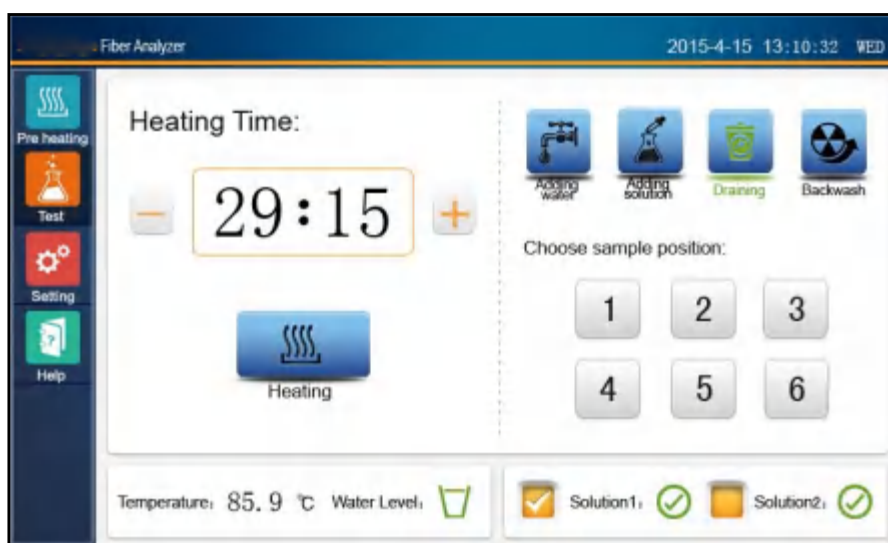 Fiber Analyzer
2015-4-15 13:10:32 WED
Pre heating
Test
Setting
Help
Heating Time:
29:15
Heating
Adding
water
Adding
solution
Draining
Backwash
Choose sample position:
1 2 3
4 5 6
Temperature: 85.9 ℃ Water Level:
Solution1: Solution2: